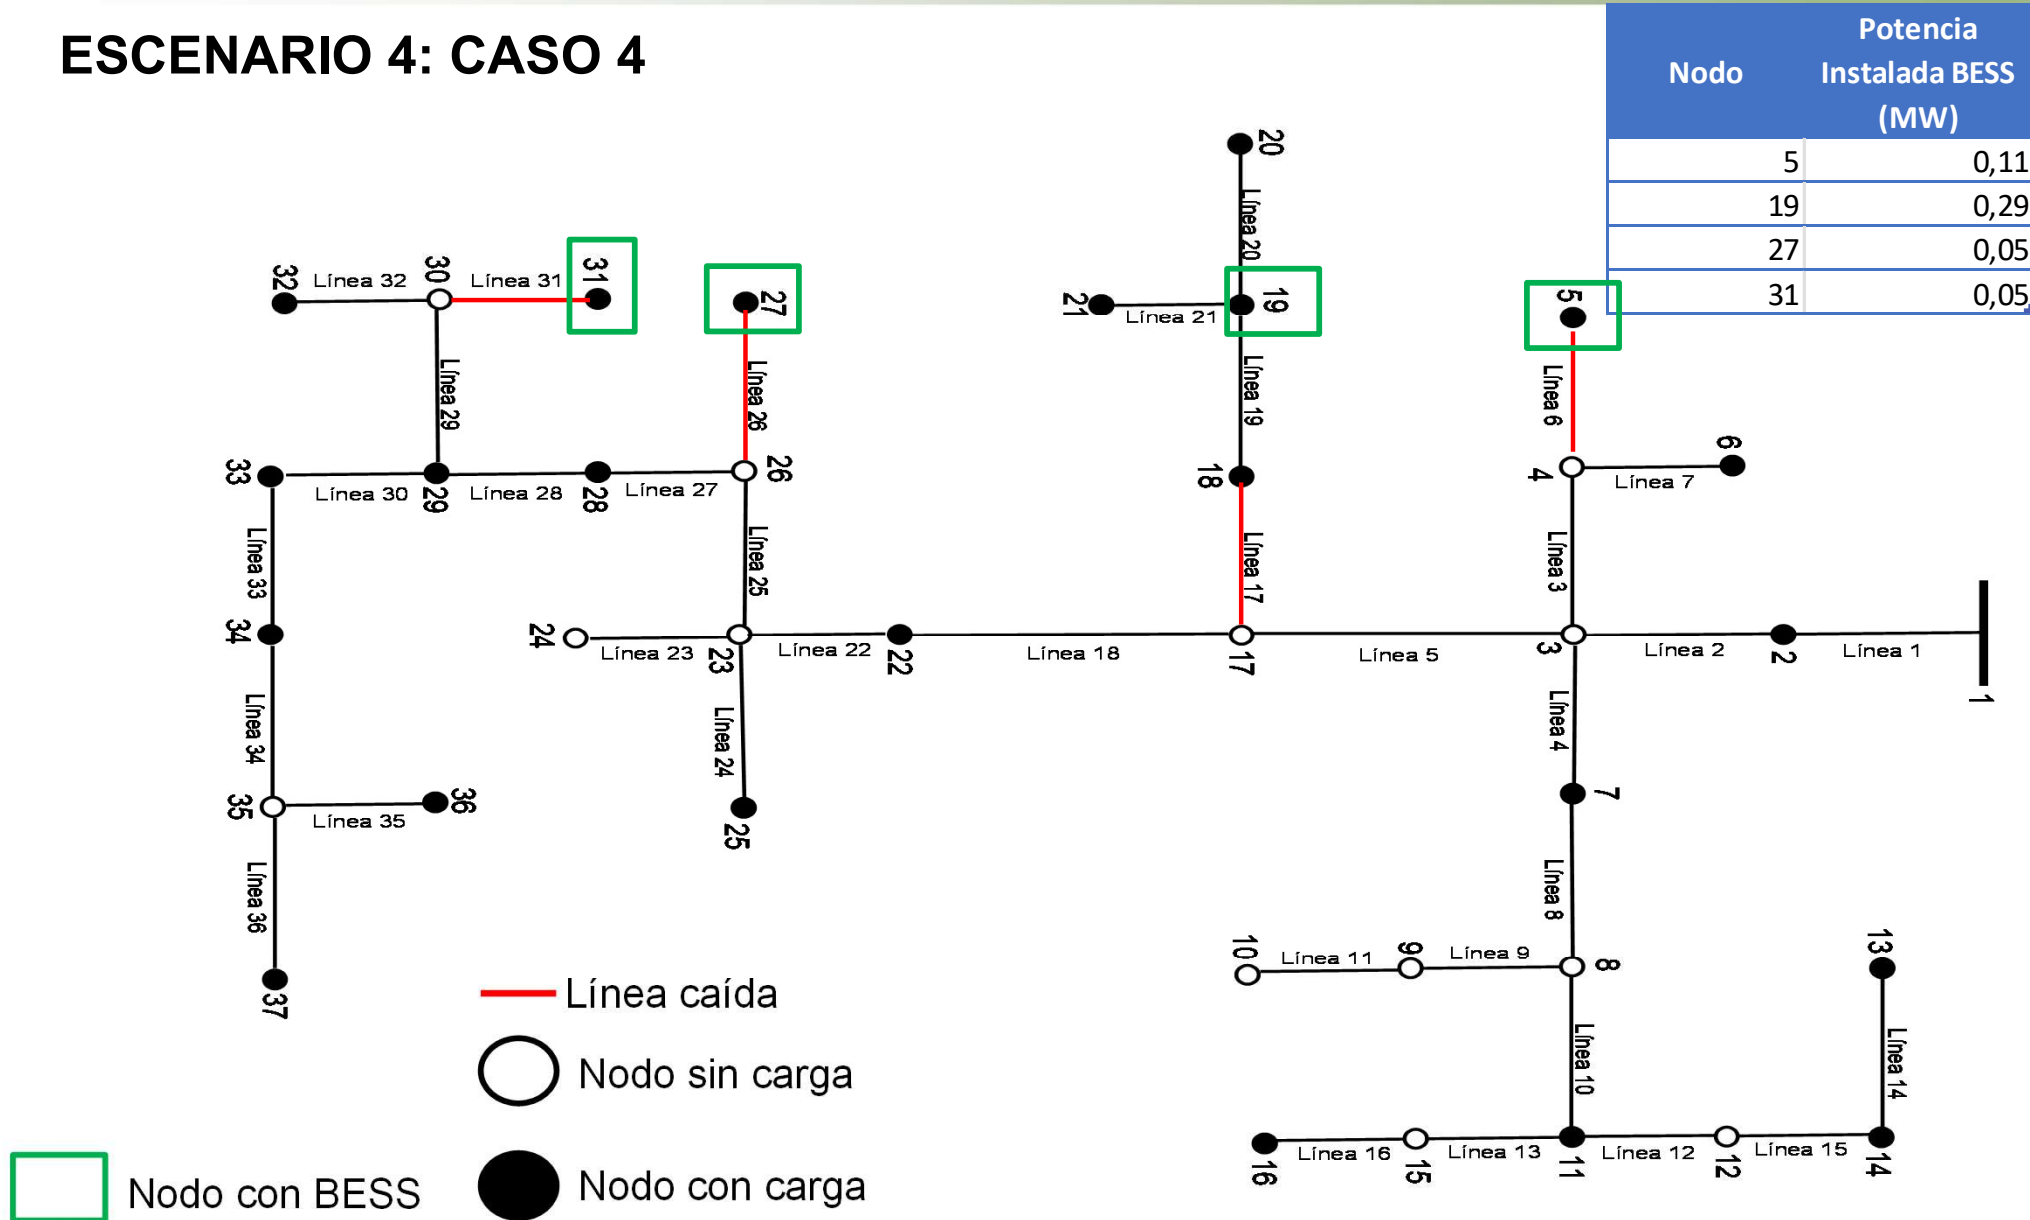 ESCENARIO 4: CASO 4
Nodo Potencia Instalada BESS (MW)
5 0,11
19 0,29
27 0,05
31 0,05
20
Línea 20
32
Línea 32
30
Línea 31
31
27
21
Línea 21
19
5
Línea 29
Línea 26
Línea 19
Línea 6
6
33
Línea 30
29
Línea 28
28
Línea 27
26
18
4
Línea 7
Línea 33
Línea 25
Línea 17
Línea 3
34
24
Línea 23
23
Línea 22
22
Línea 18
17
Línea 5
3
Línea 2
2
Línea 1
1
Línea 34
Línea 24
Línea 4
35
Línea 35
36
25
7
Línea 36
Línea 8
37
10
Línea 11
9
Línea 9
8
13
Línea 10
Línea 14
16
Línea 16
15
Línea 13
11
Línea 12
12
Línea 15
14
Línea caída
Nodo sin carga
Nodo con BESS
Nodo con carga